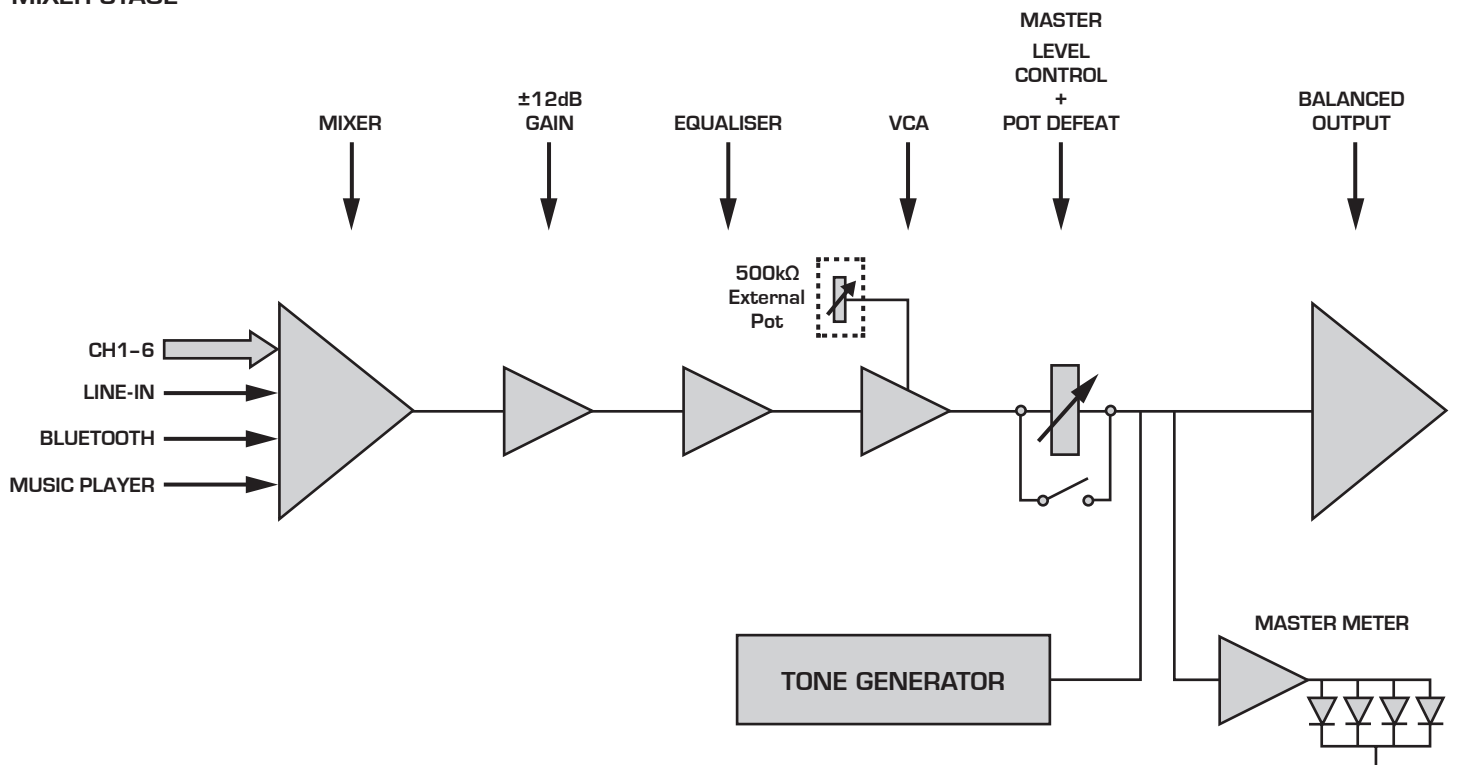 MIXER STAGE
MASTER
LEVEL
CONTROL
+
POT DEFEAT
MIXER
±12dB
GAIN
EQUALISER
VCA
BALANCED
OUTPUT
500kΩ
External
Pot
CH1–6
LINE-IN
BLUETOOTH
MUSIC PLAYER
MASTER METER
TONE GENERATOR